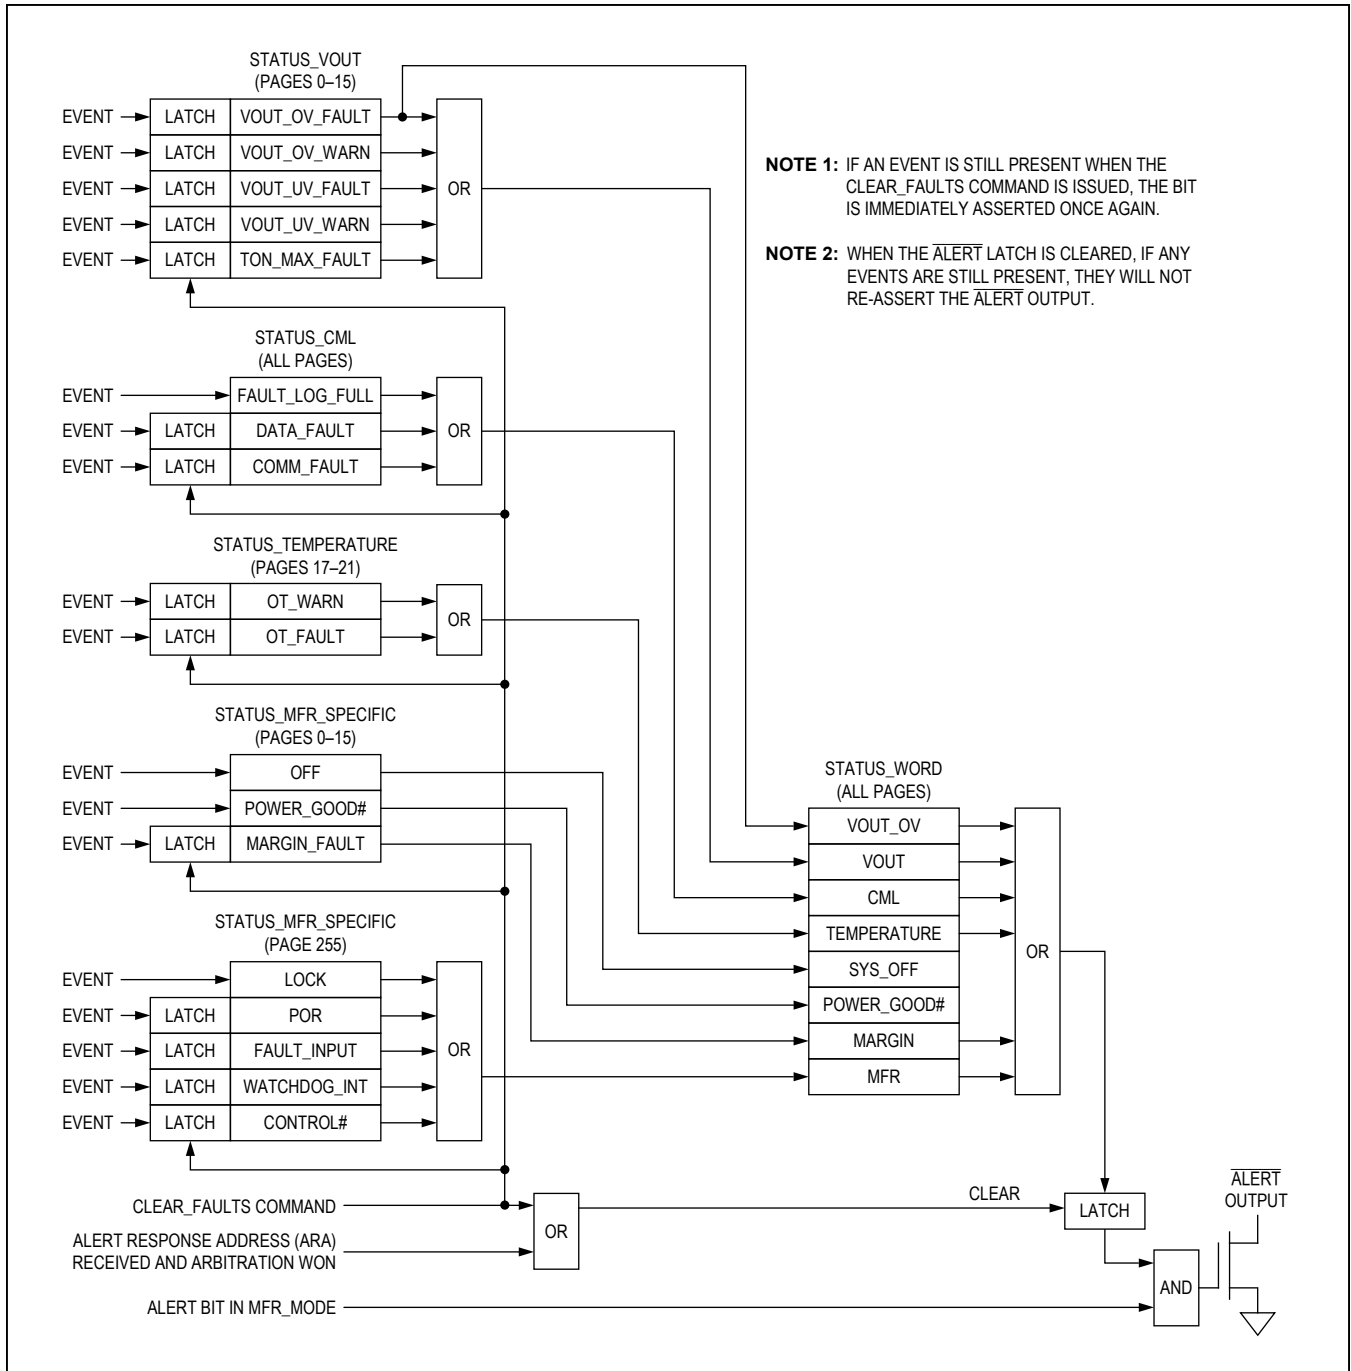 STATUS_VOUT
(PAGES 0–15)
EVENT LATCH VOUT_OV_FAULT
EVENT LATCH VOUT_OV_WARN
EVENT LATCH VOUT_UV_FAULT
EVENT LATCH VOUT_UV_WARN
EVENT LATCH TON_MAX_FAULT
OR
NOTE 1: IF AN EVENT IS STILL PRESENT WHEN THE
CLEAR_FAULTS COMMAND IS ISSUED, THE BIT
IS IMMEDIATELY ASSERTED ONCE AGAIN.
NOTE 2: WHEN THE ALERT LATCH IS CLEARED, IF ANY
EVENTS ARE STILL PRESENT, THEY WILL NOT
RE-ASSERT THE ALERT OUTPUT.
STATUS_CML
(ALL PAGES)
EVENT FAULT_LOG_FULL
EVENT LATCH DATA_FAULT
EVENT LATCH COMM_FAULT
OR
STATUS_TEMPERATURE
(PAGES 17–21)
EVENT LATCH OT_WARN
EVENT LATCH OT_FAULT
OR
STATUS_MFR_SPECIFIC
(PAGES 0–15)
EVENT OFF
EVENT POWER_GOOD#
EVENT LATCH MARGIN_FAULT
STATUS_MFR_SPECIFIC
(PAGE 255)
EVENT LOCK
EVENT LATCH POR
EVENT LATCH FAULT_INPUT
EVENT LATCH WATCHDOG_INT
EVENT LATCH CONTROL#
OR
STATUS_WORD
(ALL PAGES)
VOUT_OV
VOUT
CML
TEMPERATURE
SYS_OFF
POWER_GOOD#
MARGIN
MFR
OR
CLEAR_FAULTS COMMAND
ALERT RESPONSE ADDRESS (ARA)
RECEIVED AND ARBITRATION WON
OR
CLEAR
LATCH
ALERT BIT IN MFR_MODE
AND
ALERT
OUTPUT